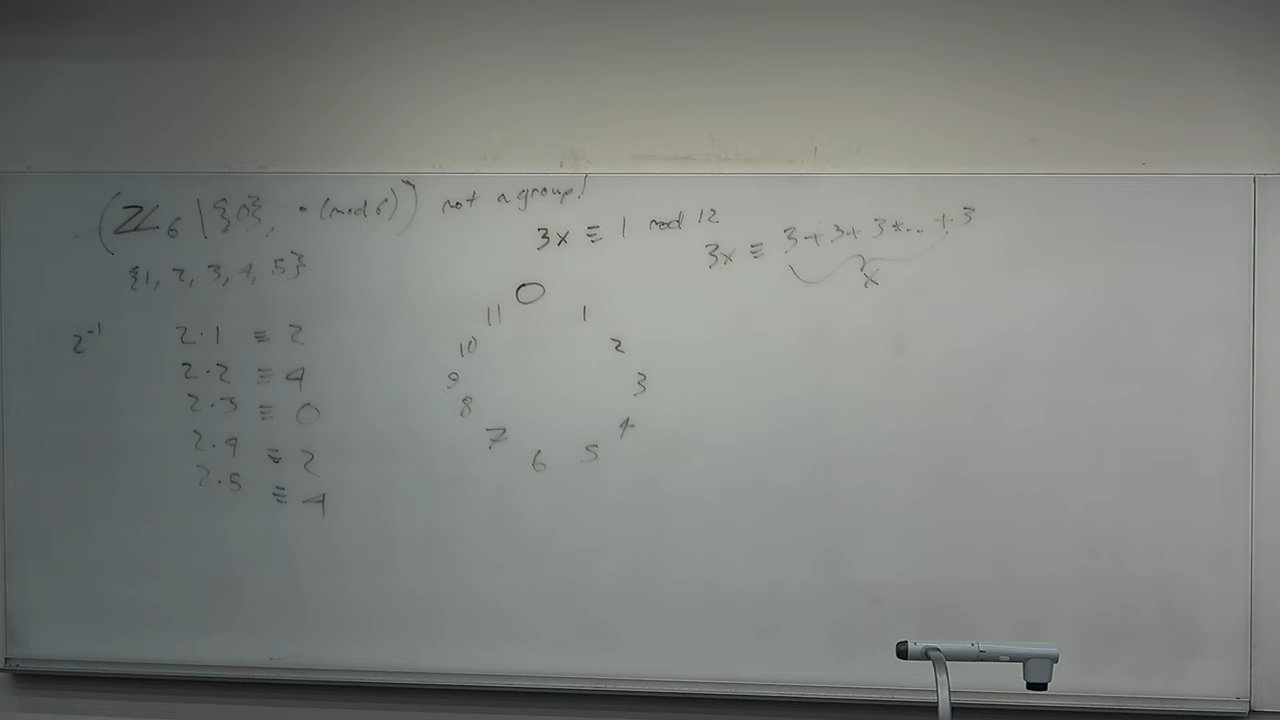 (ℤ₆ \ {0}, • (mod 6)) not a group!
{1, 2, 3, 4, 5}
2⁻¹
2·1 ≡ 2
2·2 ≡ 4
2·3 ≡ 0
2·4 ≡ 2
2·5 ≡ 4
3x ≡ 1 mod 12
3x ≡ 3+3+3+...+3
x
0
11 1
10 2
9 3
8 4
7 5
6